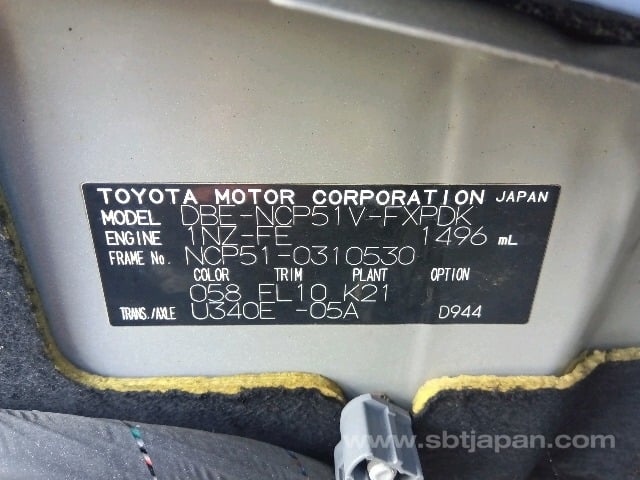 TOYOTA MOTOR CORPORATION JAPAN
MODEL DBE-NCP51V-FXPDK
ENGINE 1NZ-FE 1496 mL
FRAME No. NCP51-0310530
COLOR TRIM PLANT OPTION
058 FL10 K21
TRANS./AXLE U340E -05A D944
www.sbtjapan.com